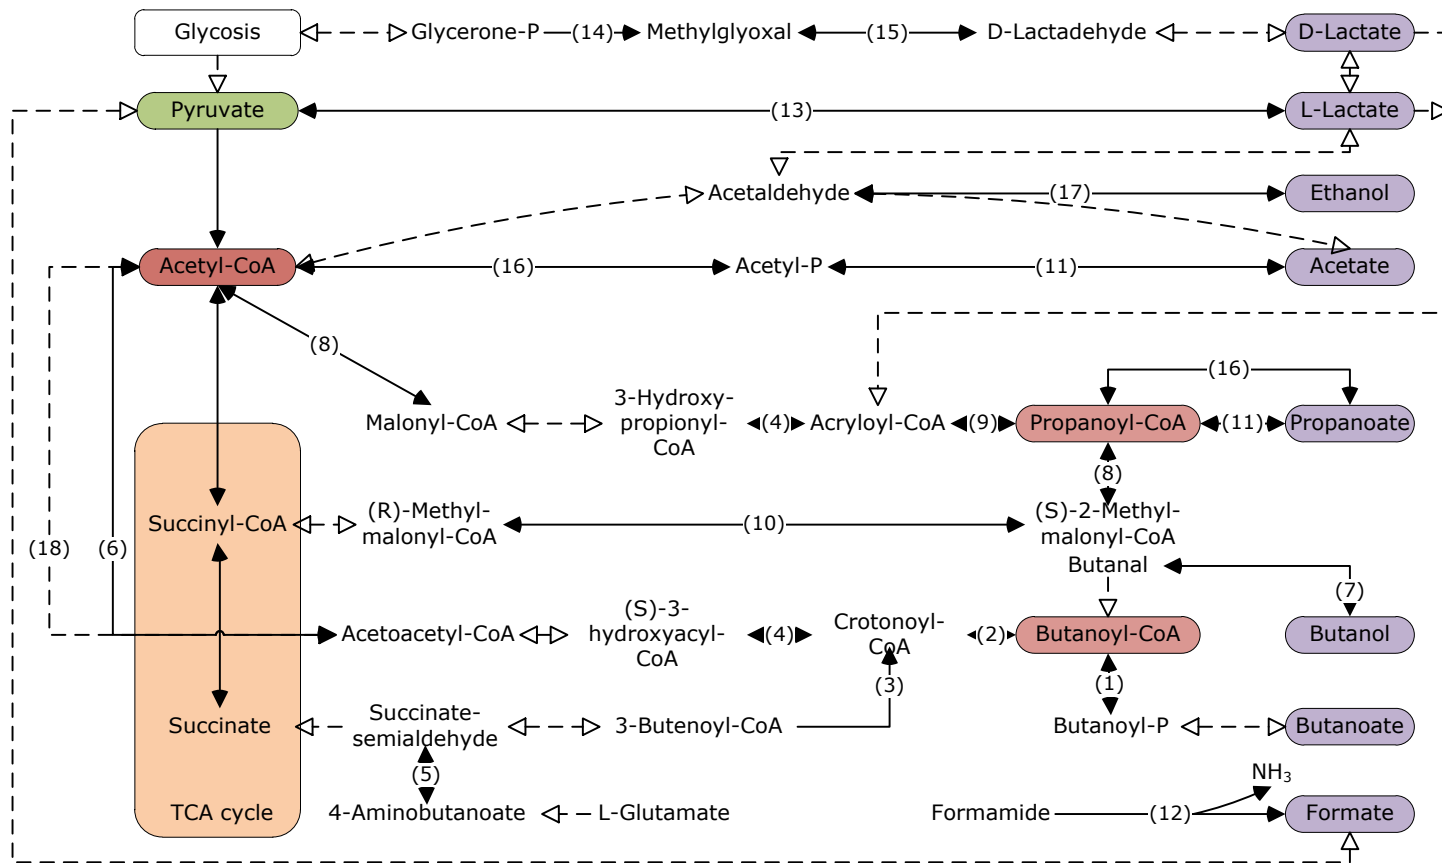 Glycosis
Glycerone-P
(14)
Methylglyoxal
(15)
D-Lactadehyde
D-Lactate
Pyruvate
(13)
L-Lactate
Acetaldehyde
(17)
Ethanol
Acetyl-CoA
(16)
Acetyl-P
(11)
Acetate
(8)
(16)
Malonyl-CoA
3-Hydroxy-
propionyl-
CoA
(4)
Acryloyl-CoA
(9)
Propanoyl-CoA
(11)
Propanoate
(8)
Succinyl-CoA
(R)-Methyl-
malonyl-CoA
(10)
(S)-2-Methyl-
malonyl-CoA
(18)
(6)
Butanal
(7)
Acetoacetyl-CoA
(S)-3-
hydroxyacyl-
CoA
(4)
Crotonoyl-
CoA
(2)
Butanoyl-CoA
Butanol
(3)
(1)
Succinate
Succinate-
semialdehyde
3-Butenoyl-CoA
Butanoyl-P
Butanoate
(5)
NH3
TCA cycle
4-Aminobutanoate
L-Glutamate
Formamide
(12)
Formate